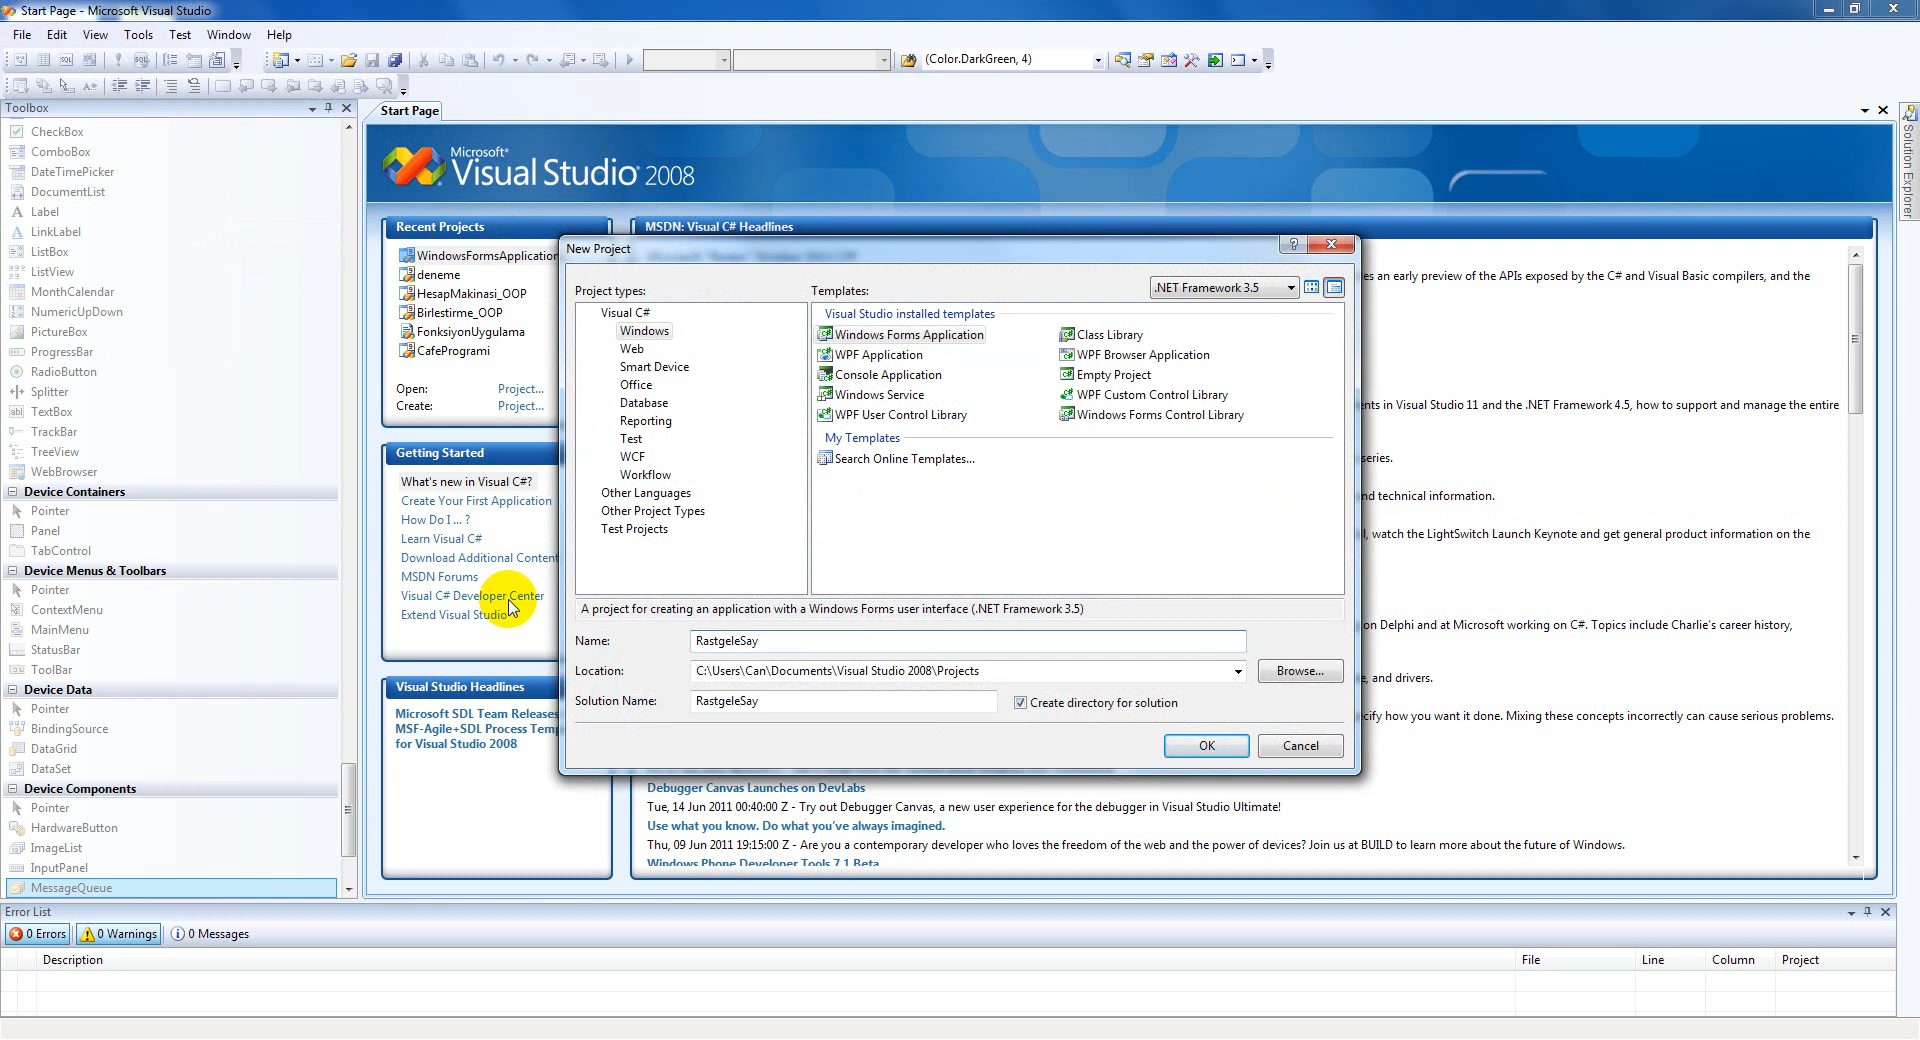 Start Page - Microsoft Visual Studio
File Edit View Tools Test Window Help
(Color.DarkGreen, 4)
Toolbox
CheckBox
ComboBox
DateTimePicker
DocumentList
Label
LinkLabel
ListBox
ListView
MonthCalendar
NumericUpDown
PictureBox
ProgressBar
RadioButton
Splitter
TextBox
TrackBar
TreeView
WebBrowser
Device Containers
Pointer
Panel
TabControl
Device Menus & Toolbars
Pointer
ContextMenu
MainMenu
StatusBar
ToolBar
Device Data
Pointer
BindingSource
DataGrid
DataSet
Device Components
Pointer
HardwareButton
ImageList
InputPanel
MessageQueue
Start Page
Microsoft®
Visual Studio® 2008
Recent Projects
WindowsFormsApplication
deneme
HesapMakinasi_OOP
Birlestirme_OOP
FonksiyonUygulama
CafeProgrami
Open: Project...
Create: Project...
Getting Started
What's new in Visual C#?
Create Your First Application
How Do I ... ?
Learn Visual C#
Download Additional Content
MSDN Forums
Visual C# Developer Center
Extend Visual Studio
Visual Studio Headlines
Microsoft SDL Team Releases
MSF-Agile+SDL Process Temp
for Visual Studio 2008
MSDN: Visual C# Headlines
es an early preview of the APIs exposed by the C# and Visual Basic compilers, and the
nts in Visual Studio 11 and the .NET Framework 4.5, how to support and manage the entire
series.
nd technical information.
l, watch the LightSwitch Launch Keynote and get general product information on the
on Delphi and at Microsoft working on C#. Topics include Charlie's career history,
e, and drivers.
cify how you want it done. Mixing these concepts incorrectly can cause serious problems.
Debugger Canvas Launches on DevLabs
Tue, 14 Jun 2011 00:40:00 Z - Try out Debugger Canvas, a new user experience for the debugger in Visual Studio Ultimate!
Use what you know. Do what you've always imagined.
Thu, 09 Jun 2011 19:15:00 Z - Are you a contemporary developer who loves the freedom of the web and the power of devices? Join us at BUILD to learn more about the future of Windows.
Windows Phone Developer Tools 7.1 Beta
New Project
Project types:
Visual C#
Windows
Web
Smart Device
Office
Database
Reporting
Test
WCF
Workflow
Other Languages
Other Project Types
Test Projects
Templates:
.NET Framework 3.5
Visual Studio installed templates
Windows Forms Application
Class Library
WPF Application
WPF Browser Application
Console Application
Empty Project
Windows Service
WPF Custom Control Library
WPF User Control Library
Windows Forms Control Library
My Templates
Search Online Templates...
A project for creating an application with a Windows Forms user interface (.NET Framework 3.5)
Name: RastgeleSay
Location: C:\Users\Can\Documents\Visual Studio 2008\Projects
Browse...
Solution Name: RastgeleSay
Create directory for solution
OK Cancel
Solution Explorer
Error List
0 Errors 0 Warnings 0 Messages
Description File Line Column Project